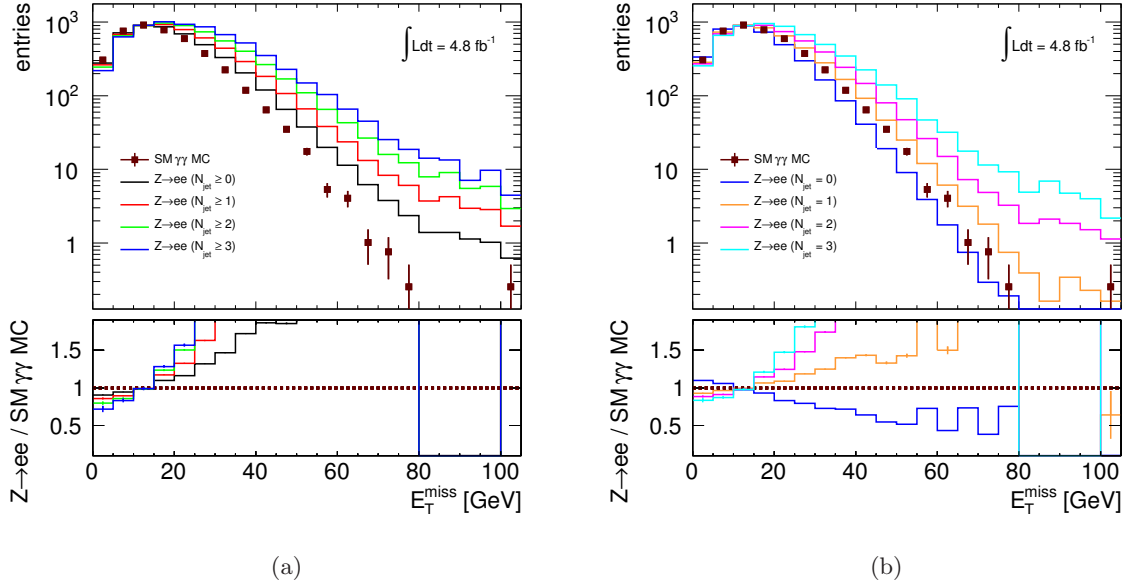 entries
10³
10²
10
1
∫ Ldt = 4.8 fb⁻¹
SM γγ MC
Z→ee (N_jet ≥ 0)
Z→ee (N_jet ≥ 1)
Z→ee (N_jet ≥ 2)
Z→ee (N_jet ≥ 3)
Z→ee / SM γγ MC
1.5
1
0.5
0 20 40 60 80 100
E_T^miss [GeV]
(a)
entries
10³
10²
10
1
∫ Ldt = 4.8 fb⁻¹
SM γγ MC
Z→ee (N_jet = 0)
Z→ee (N_jet = 1)
Z→ee (N_jet = 2)
Z→ee (N_jet = 3)
Z→ee / SM γγ MC
1.5
1
0.5
0 20 40 60 80 100
E_T^miss [GeV]
(b)